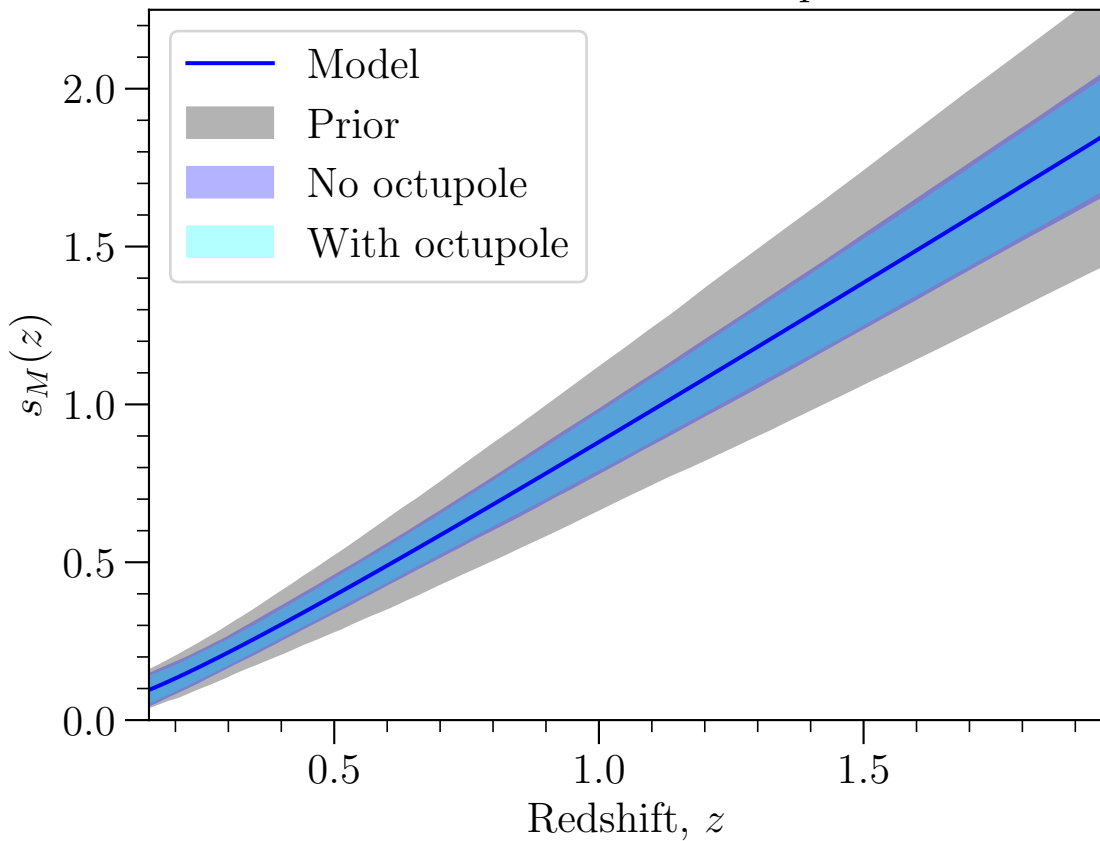 Model
Prior
No octupole
With octupole
2.0
1.5
1.0
0.5
0.0
s_M(z)
0.5 1.0 1.5
Redshift, z